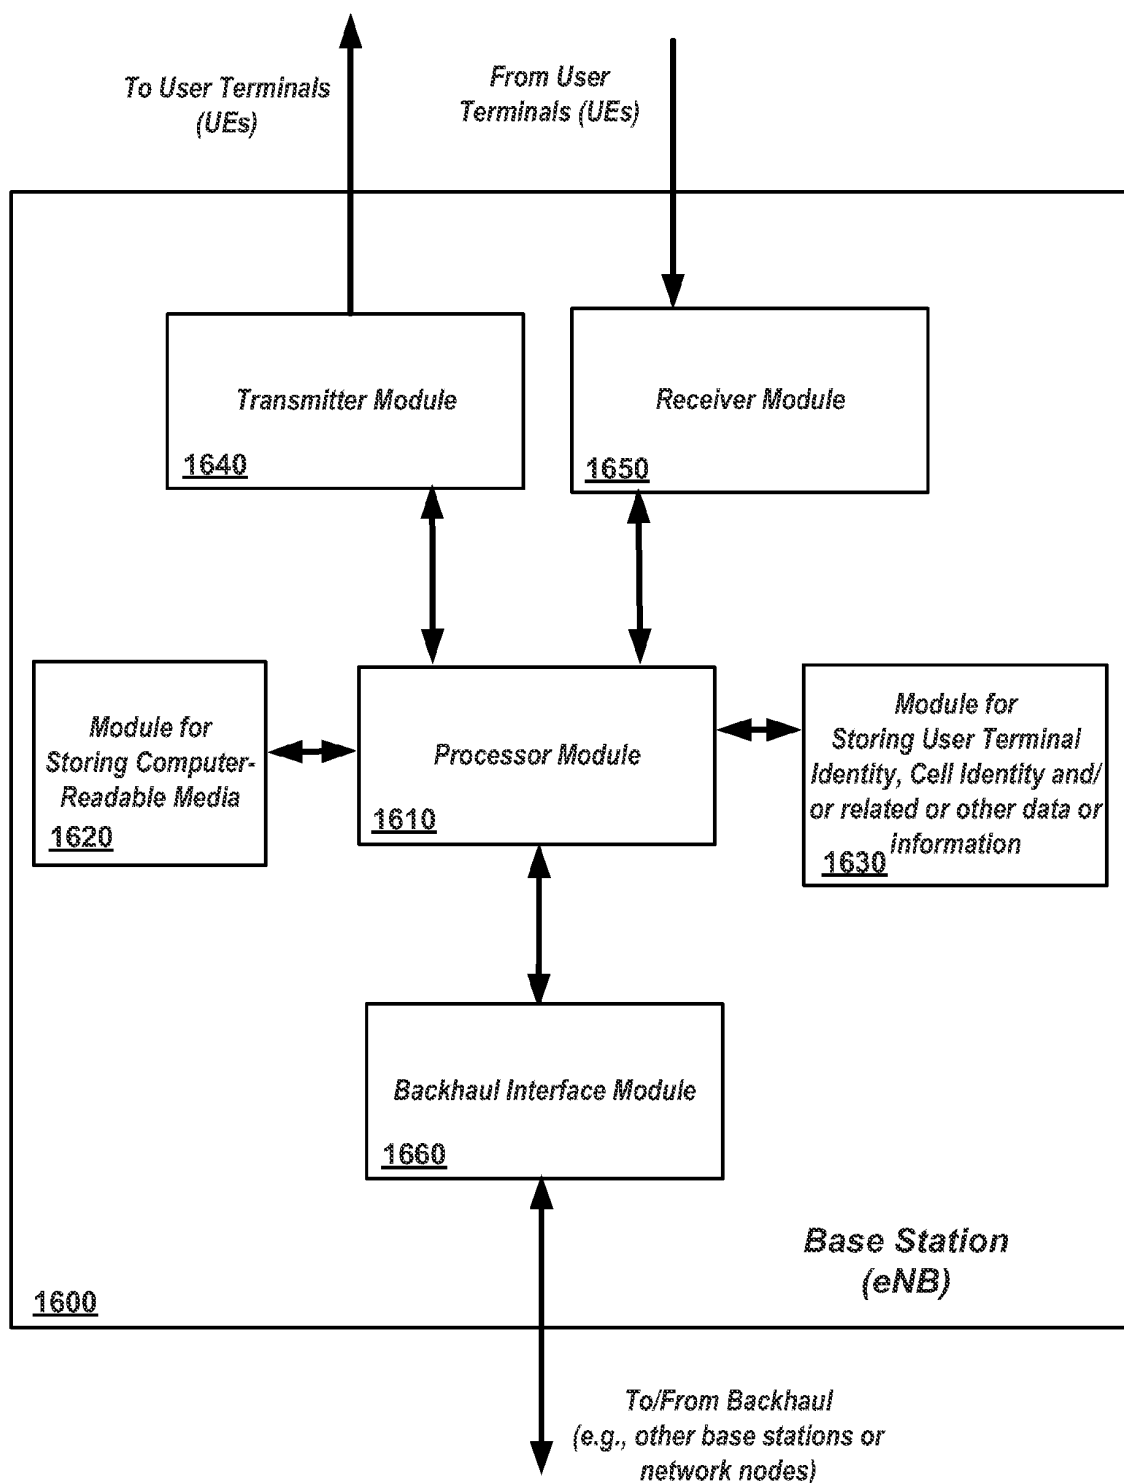 To User Terminals
(UEs)
From User
Terminals (UEs)
Transmitter Module
1640
Receiver Module
1650
Module for
Storing Computer-
Readable Media
1620
Processor Module
1610
Module for
Storing User Terminal
Identity, Cell Identity and/
or related or other data or
information
1630
Backhaul Interface Module
1660
Base Station
(eNB)
1600
To/From Backhaul
(e.g., other base stations or
network nodes)